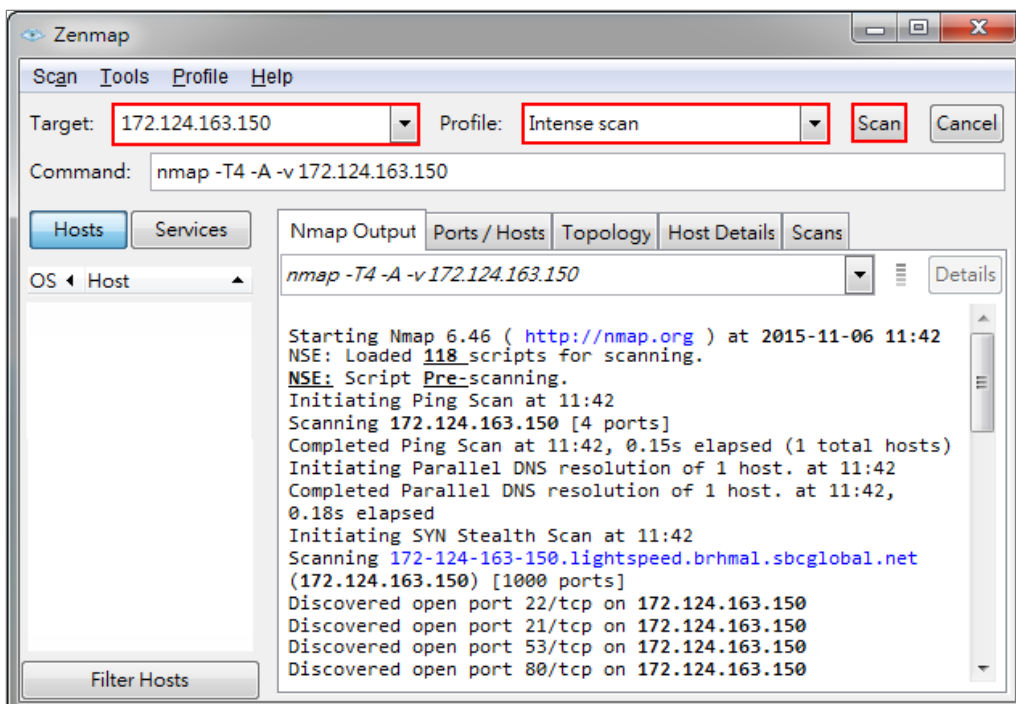 Zenmap
Scan Tools Profile Help
Target: 172.124.163.150 Profile: Intense scan Scan Cancel
Command: nmap -T4 -A -v 172.124.163.150
Hosts Services
Nmap Output Ports / Hosts Topology Host Details Scans
OS Host
nmap -T4 -A -v 172.124.163.150 Details
Starting Nmap 6.46 ( http://nmap.org ) at 2015-11-06 11:42
NSE: Loaded 118 scripts for scanning.
NSE: Script Pre-scanning.
Initiating Ping Scan at 11:42
Scanning 172.124.163.150 [4 ports]
Completed Ping Scan at 11:42, 0.15s elapsed (1 total hosts)
Initiating Parallel DNS resolution of 1 host. at 11:42
Completed Parallel DNS resolution of 1 host. at 11:42,
0.18s elapsed
Initiating SYN Stealth Scan at 11:42
Scanning 172-124-163-150.lightspeed.brhmal.sbcglobal.net
(172.124.163.150) [1000 ports]
Discovered open port 22/tcp on 172.124.163.150
Discovered open port 21/tcp on 172.124.163.150
Discovered open port 53/tcp on 172.124.163.150
Discovered open port 80/tcp on 172.124.163.150
Filter Hosts